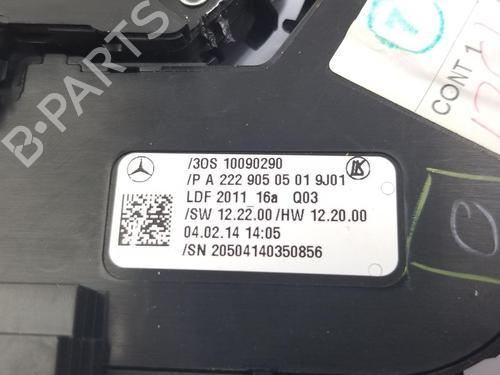 B-PARTS
CONT 1
/3OS 10090290
/P A 222 905 05 01 9J01
LDF 2011 16a Q03
/SW 12.22.00/HW 12.20.00
04.02.14 14:05
/SN 20504140350856